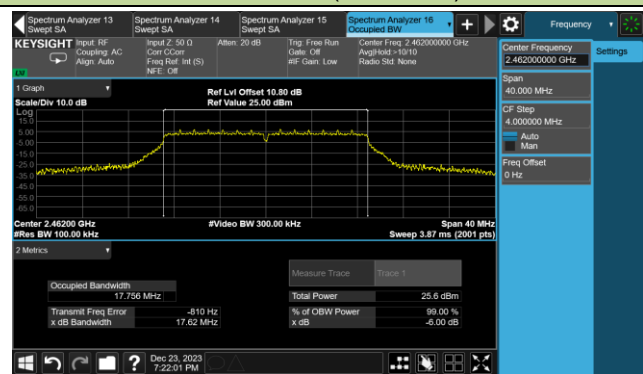 Spectrum Analyzer 13
Swept SA
Spectrum Analyzer 14
Swept SA
Spectrum Analyzer 15
Swept SA
Spectrum Analyzer 16
Occupied BW
Frequency
KEYSIGHT
Input: RF
Coupling: AC
Align: Auto
Input Z: 50 Ω
Corr CCorr
Freq Ref: Int (S)
NFE: Off
Atten: 20 dB
Trig: Free Run
Gate: Off
#IF Gain: Low
Center Freq: 2.462000000 GHz
Avg|Hold:>10/10
Radio Std: None
Center Frequency
2.462000000 GHz
Settings
Span
40.000 MHz
CF Step
4.000000 MHz
Auto
Man
Freq Offset
0 Hz
1 Graph
Scale/Div 10.0 dB
Ref Lvl Offset 10.80 dB
Ref Value 25.00 dBm
Log
15.0
5.00
-5.00
-15.0
-25.0
-35.0
-45.0
-55.0
-65.0
Center 2.46200 GHz
#Video BW 300.00 kHz
Span 40 MHz
#Res BW 100.00 kHz
Sweep 3.87 ms (2001 pts)
2 Metrics
Measure Trace
Trace 1
Occupied Bandwidth
17.756 MHz
Total Power
25.6 dBm
Transmit Freq Error
-810 Hz
% of OBW Power
99.00 %
x dB Bandwidth
17.62 MHz
x dB
-6.00 dB
Dec 23, 2023
7:22:01 PM